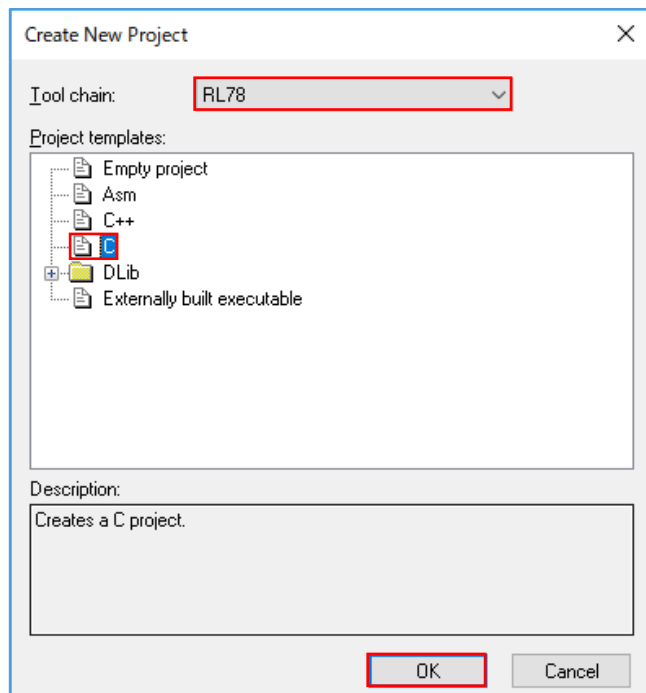 Create New Project
Tool chain: RL78
Project templates:
Empty project
Asm
C++
C
DLib
Externally built executable
Description:
Creates a C project.
OK Cancel